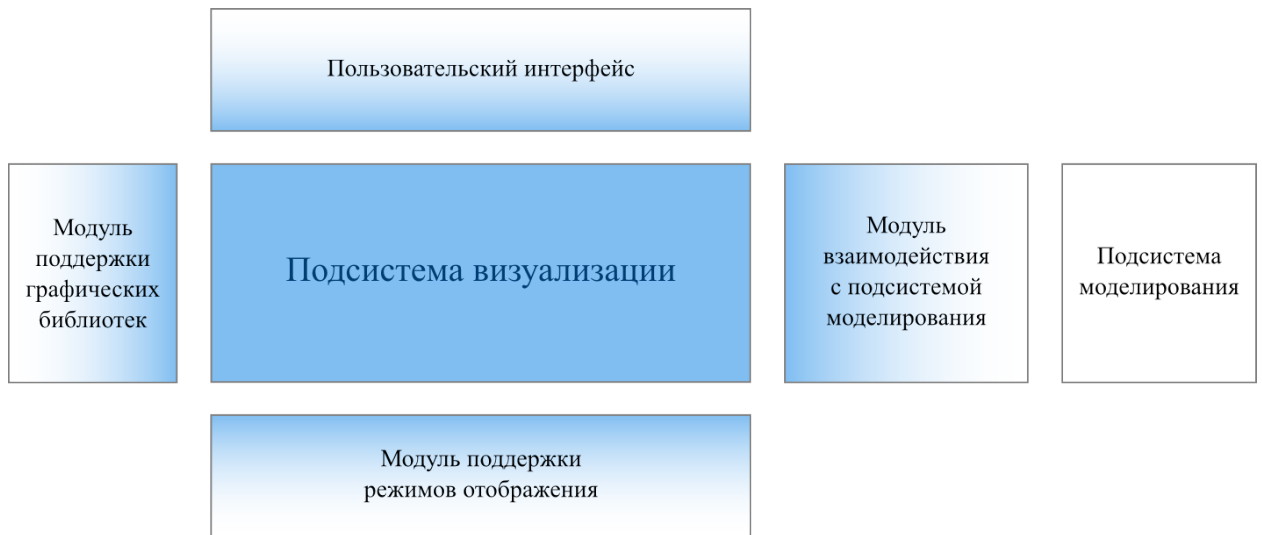 Пользовательский интерфейс
Модуль
поддержки
графических
библиотек
Подсистема визуализации
Модуль
взаимодействия
с подсистемой
моделирования
Подсистема
моделирования
Модуль поддержки
режимов отображения